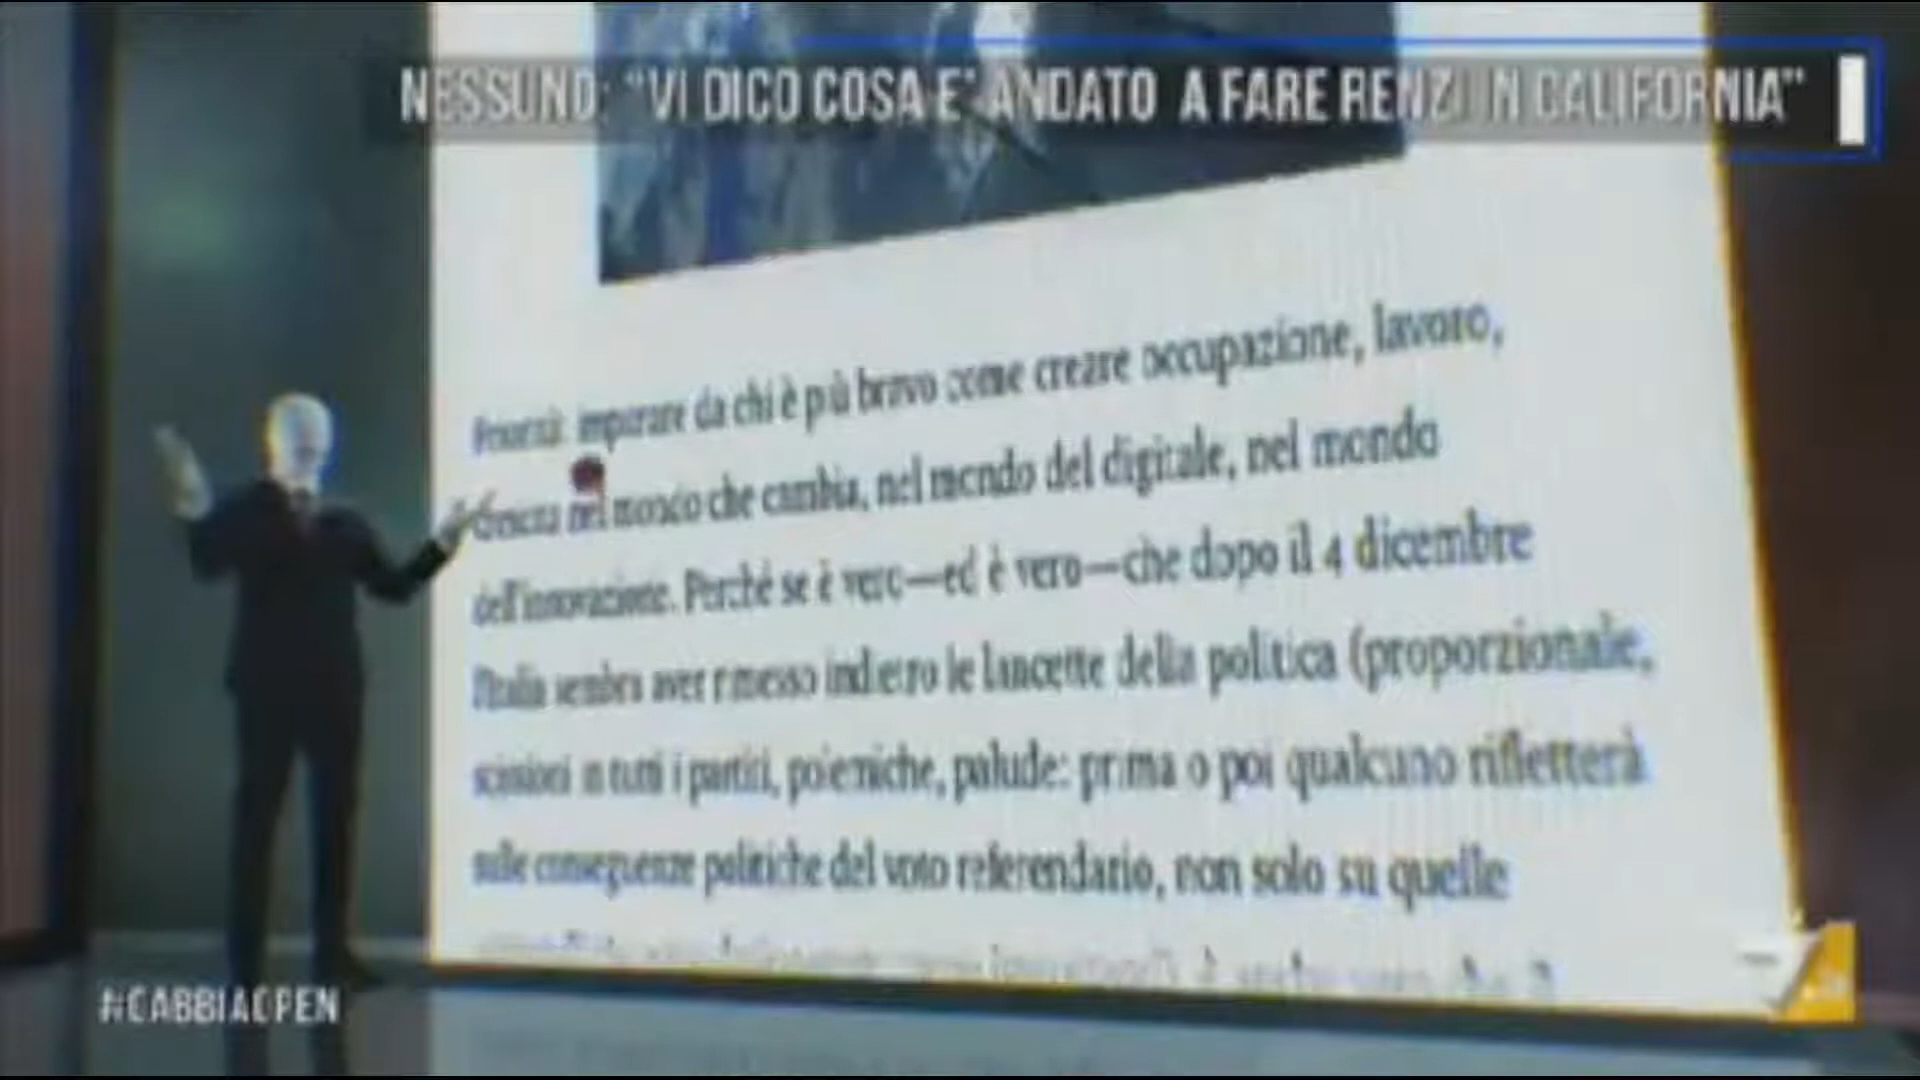 NESSUNO: "VI DICO COSA E' ANDATO A FARE RENZI IN CALIFORNIA"
Priorità: imparare da chi è più bravo come creare occupazione, lavoro,
crescita nel mondo che cambia, nel mondo del digitale, nel mondo
dell'innovazione. Perché se è vero—ed è vero—che dopo il 4 dicembre
l'Italia sembra aver rimesso indietro le lancette della politica (proporzionale,
scissioni in tutti i partiti, polemiche, palude: prima o poi qualcuno rifletterà
sulle conseguenze politiche del voto referendario, non solo su quelle
#GABBIAOPEN